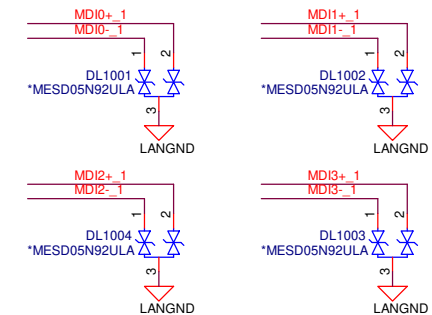 MDI0+_1
MDI0-_1
1
2
DL1001
*MESD05N92ULA
3
LANGND
MDI1+_1
MDI1-_1
1
2
DL1002
*MESD05N92ULA
3
LANGND
MDI2+_1
MDI2-_1
1
2
DL1004
*MESD05N92ULA
3
LANGND
MDI3+_1
MDI3-_1
1
2
DL1003
*MESD05N92ULA
3
LANGND